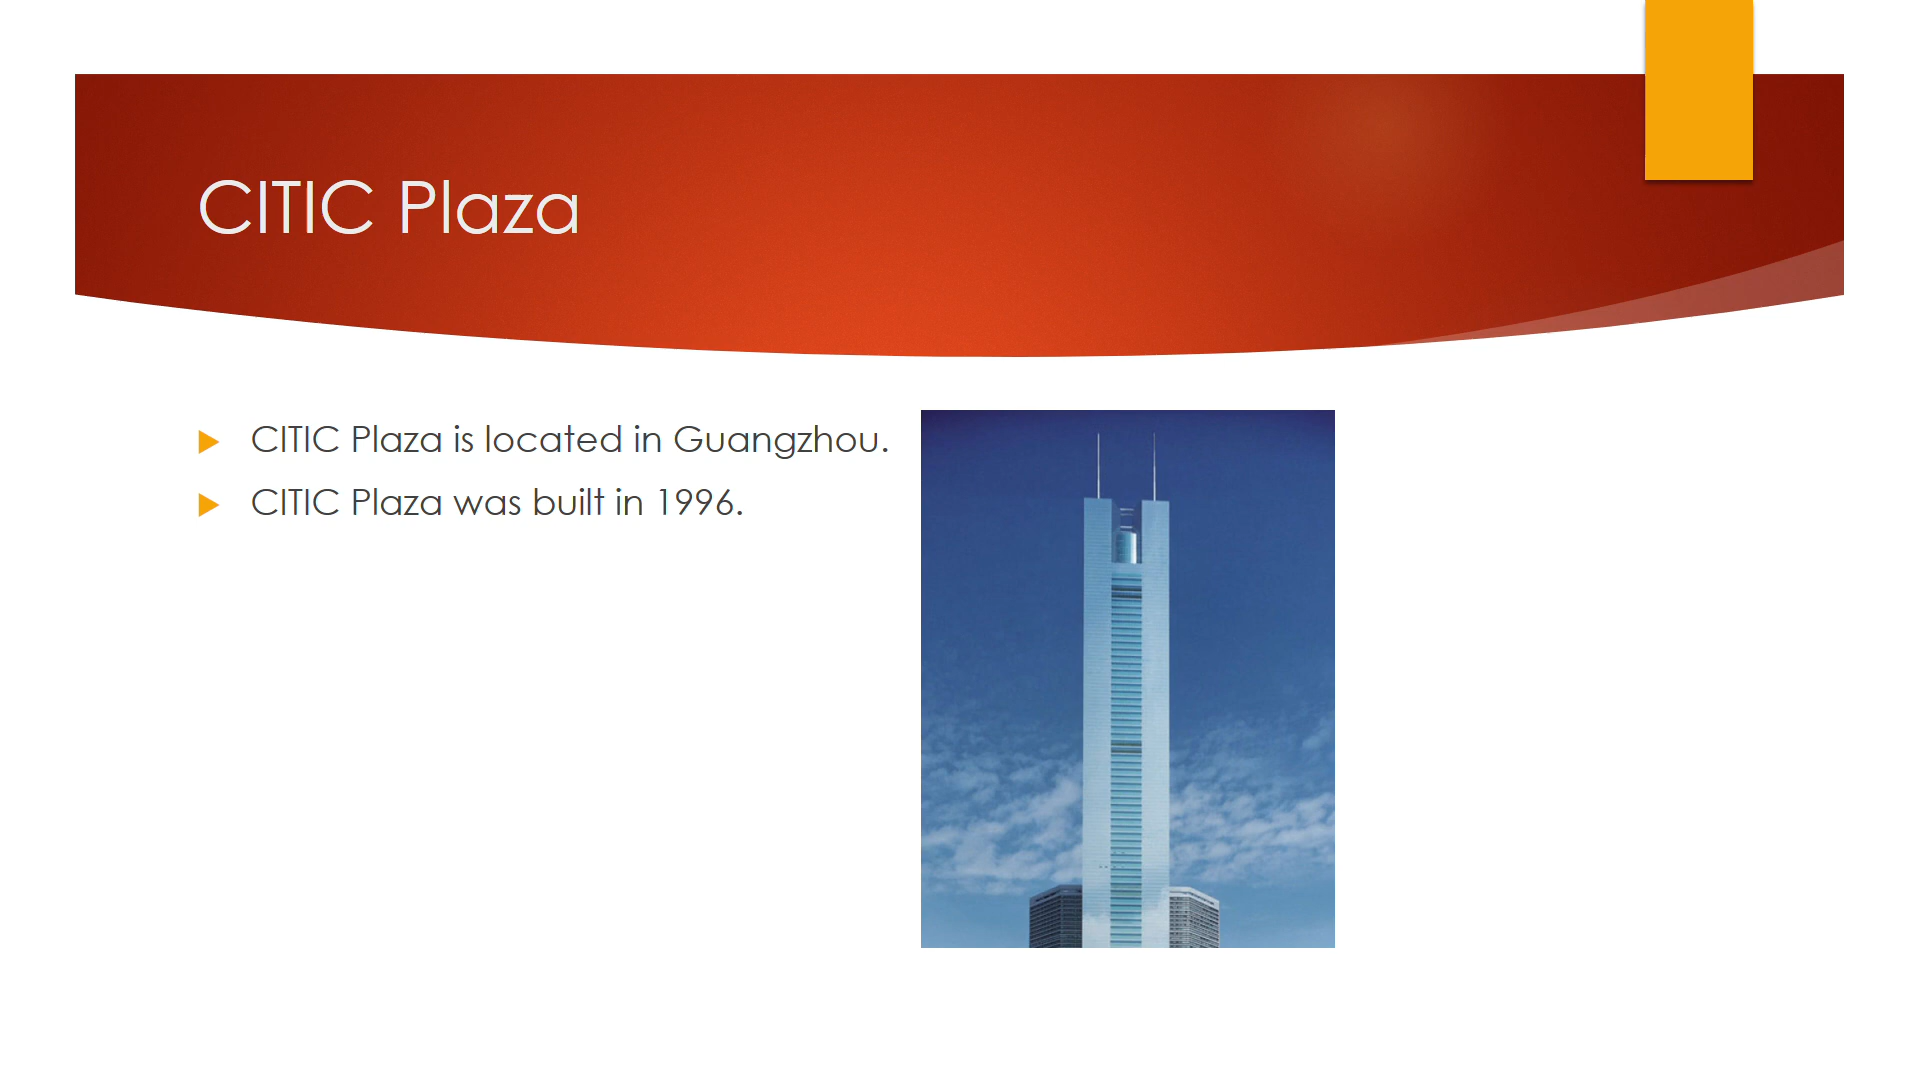 CITIC Plaza
CITIC Plaza is located in Guangzhou.
CITIC Plaza was built in 1996.